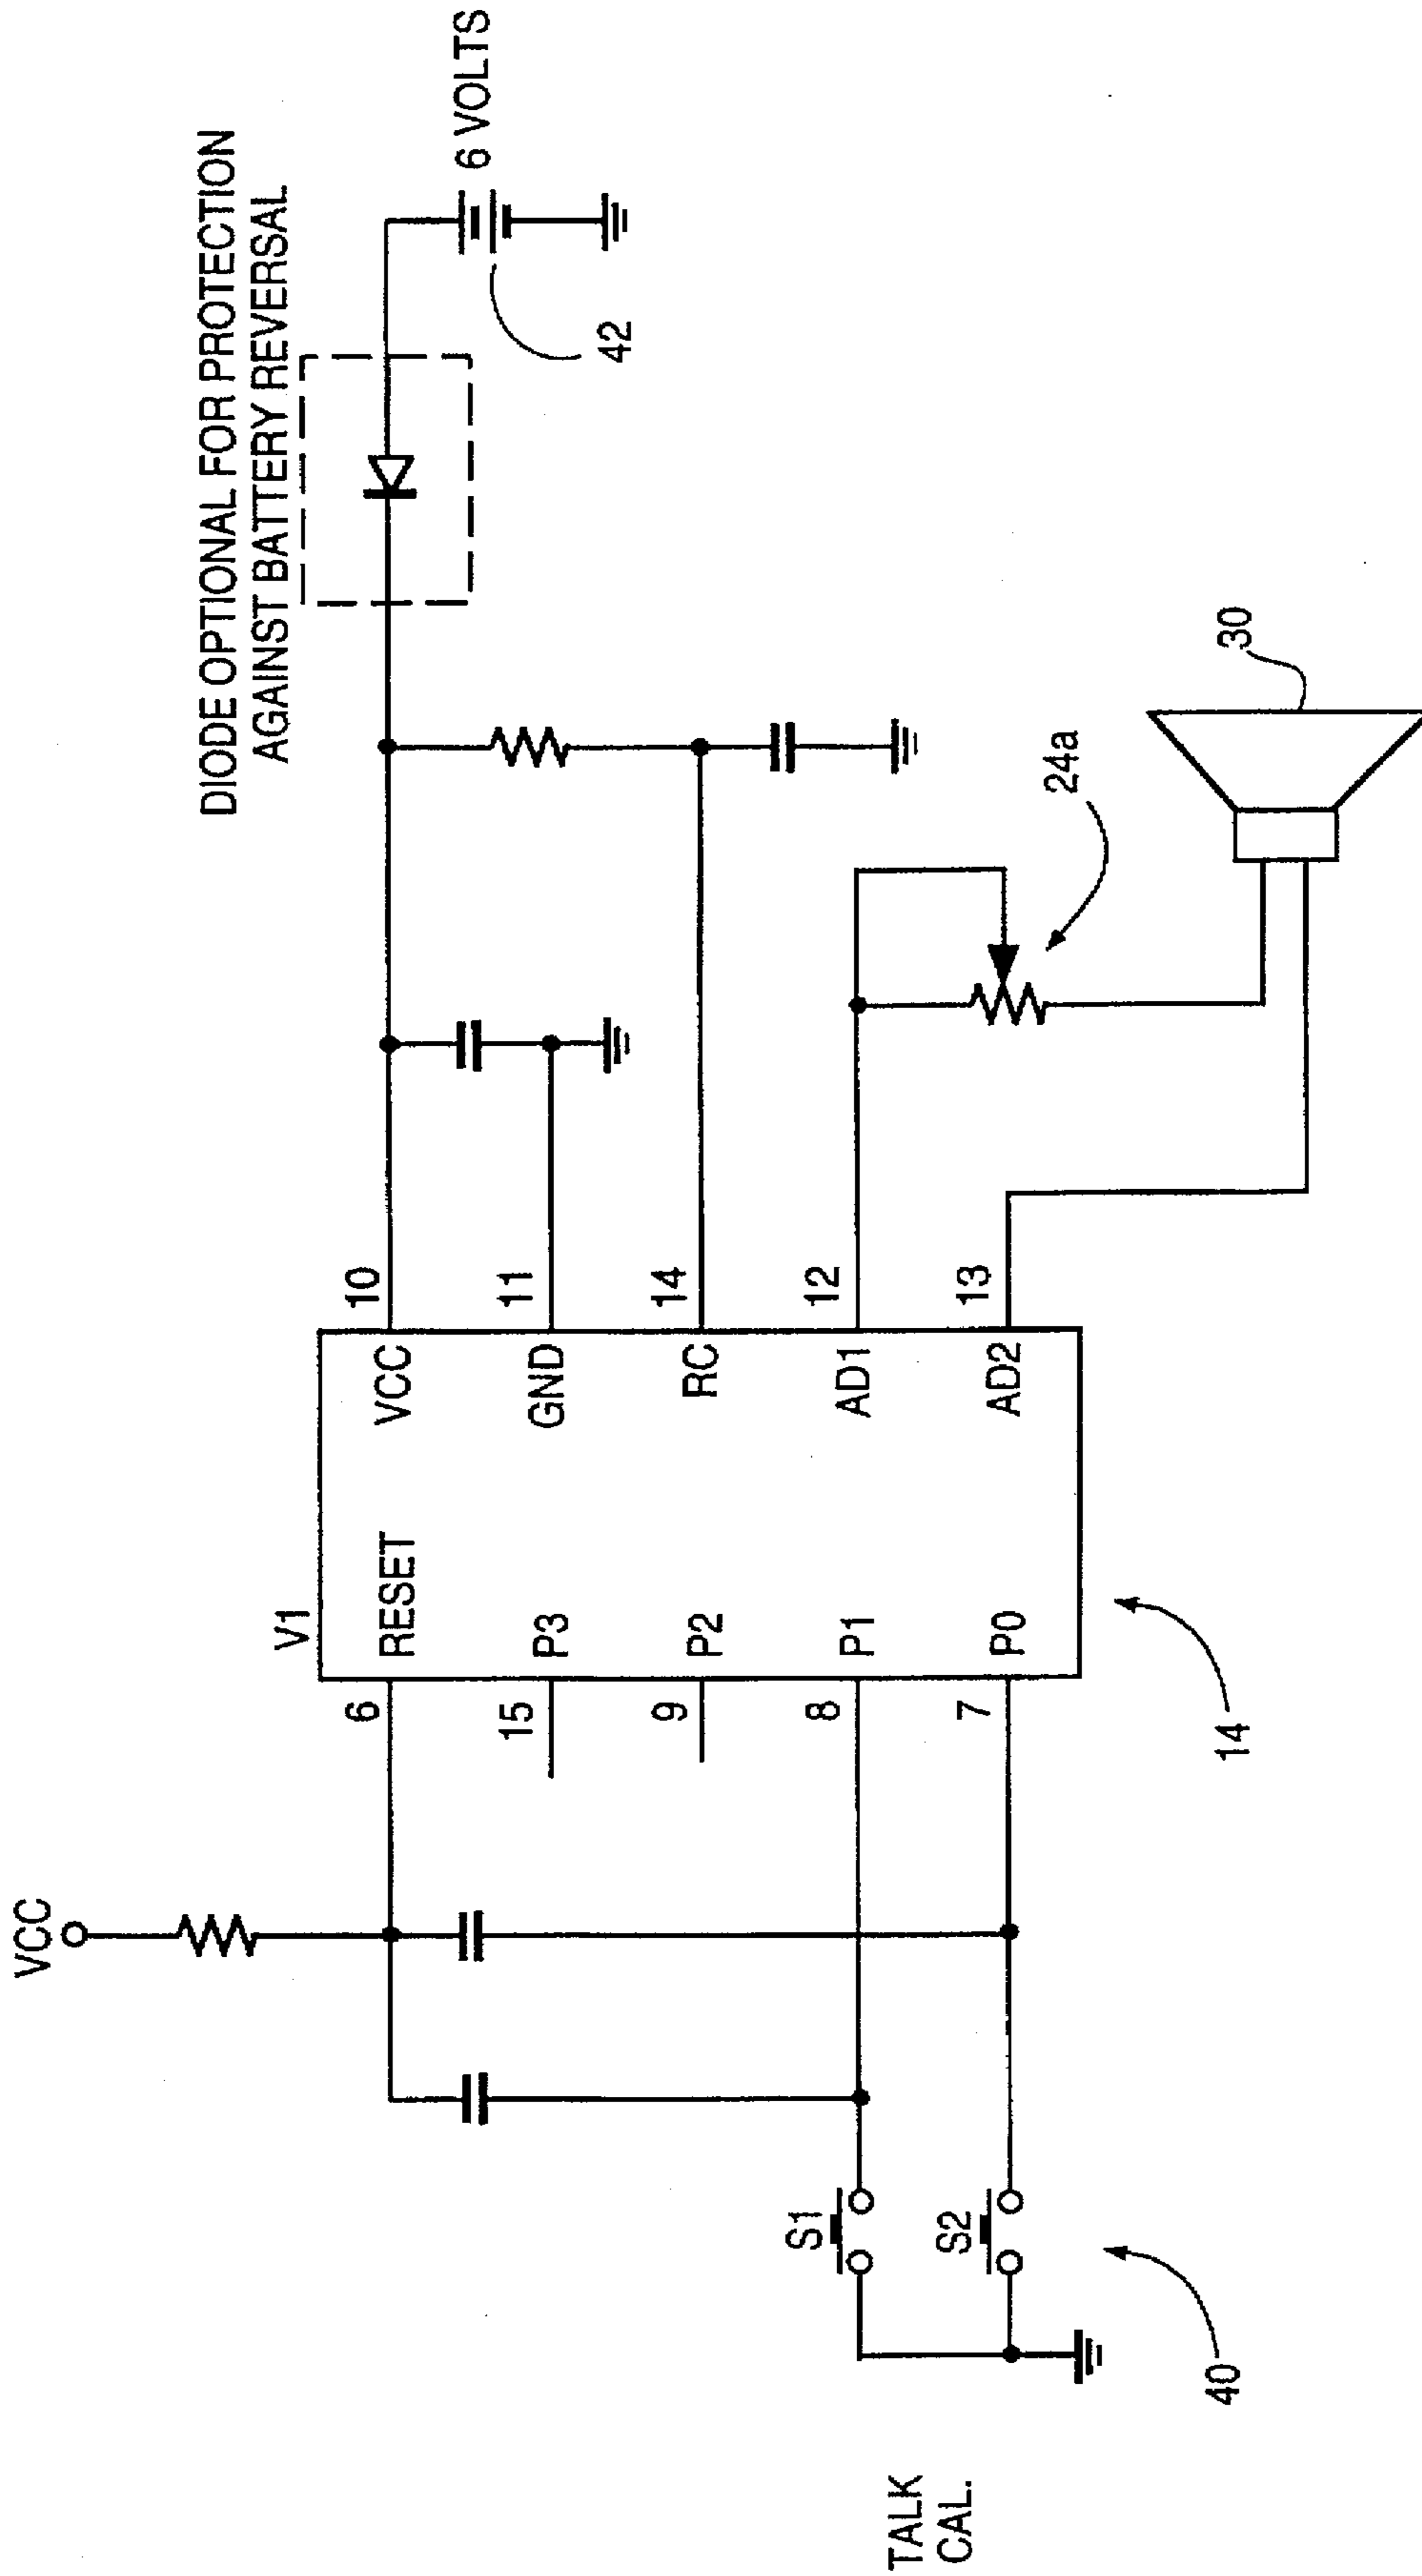 DIODE OPTIONAL FOR PROTECTION
AGAINST BATTERY REVERSAL
6 VOLTS
42
VCC
V1
6
RESET
VCC
10
15
P3
GND
11
9
P2
RC
14
8
P1
AD1
12
7
P0
AD2
13
24a
30
S1
S2
TALK
CAL.
40
14